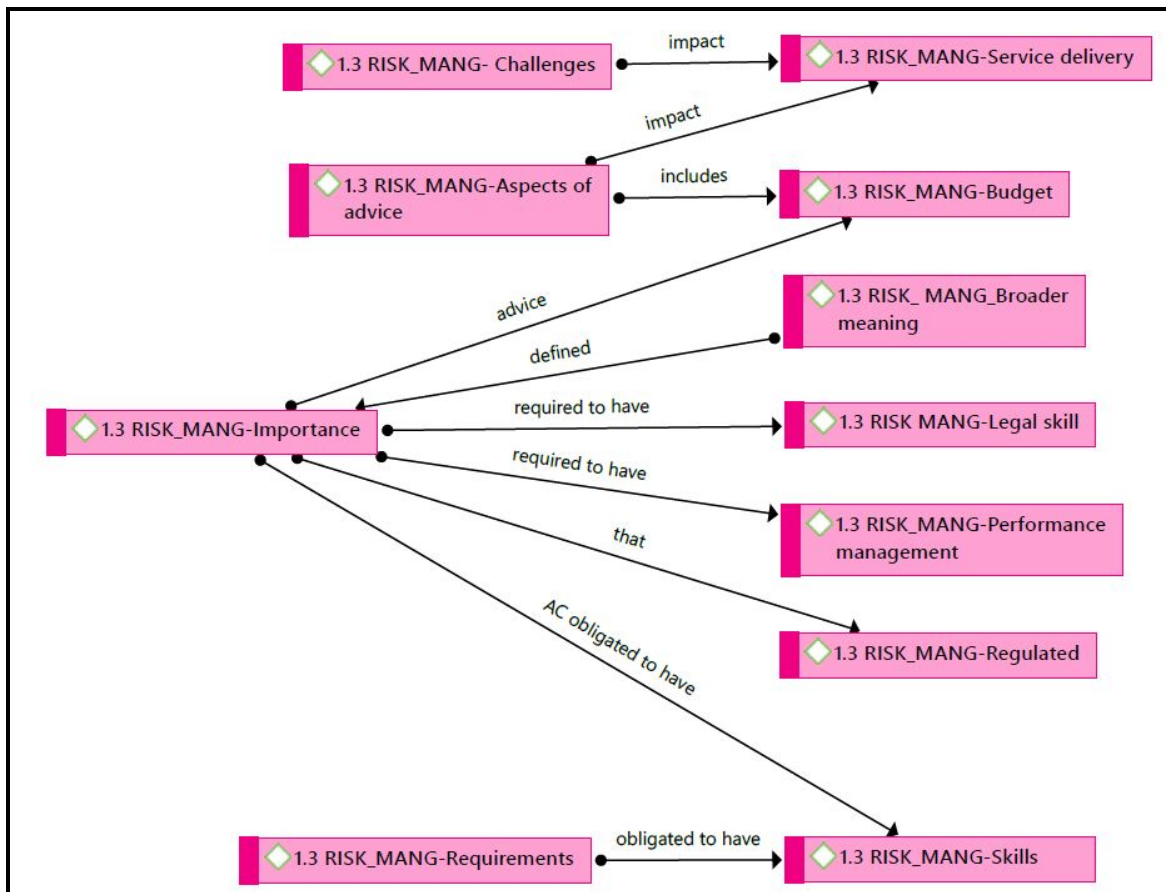 impact
1.3 RISK_MANG- Challenges
1.3 RISK_MANG-Service delivery
impact
1.3 RISK_MANG-Aspects of
advice
includes
1.3 RISK_MANG-Budget
advice
1.3 RISK_ MANG_Broader
meaning
defined
1.3 RISK_MANG-Importance
required to have
1.3 RISK MANG-Legal skill
required to have
1.3 RISK_MANG-Performance
management
that
1.3 RISK_MANG-Regulated
AC obligated to have
1.3 RISK_MANG-Requirements
obligated to have
1.3 RISK_MANG-Skills